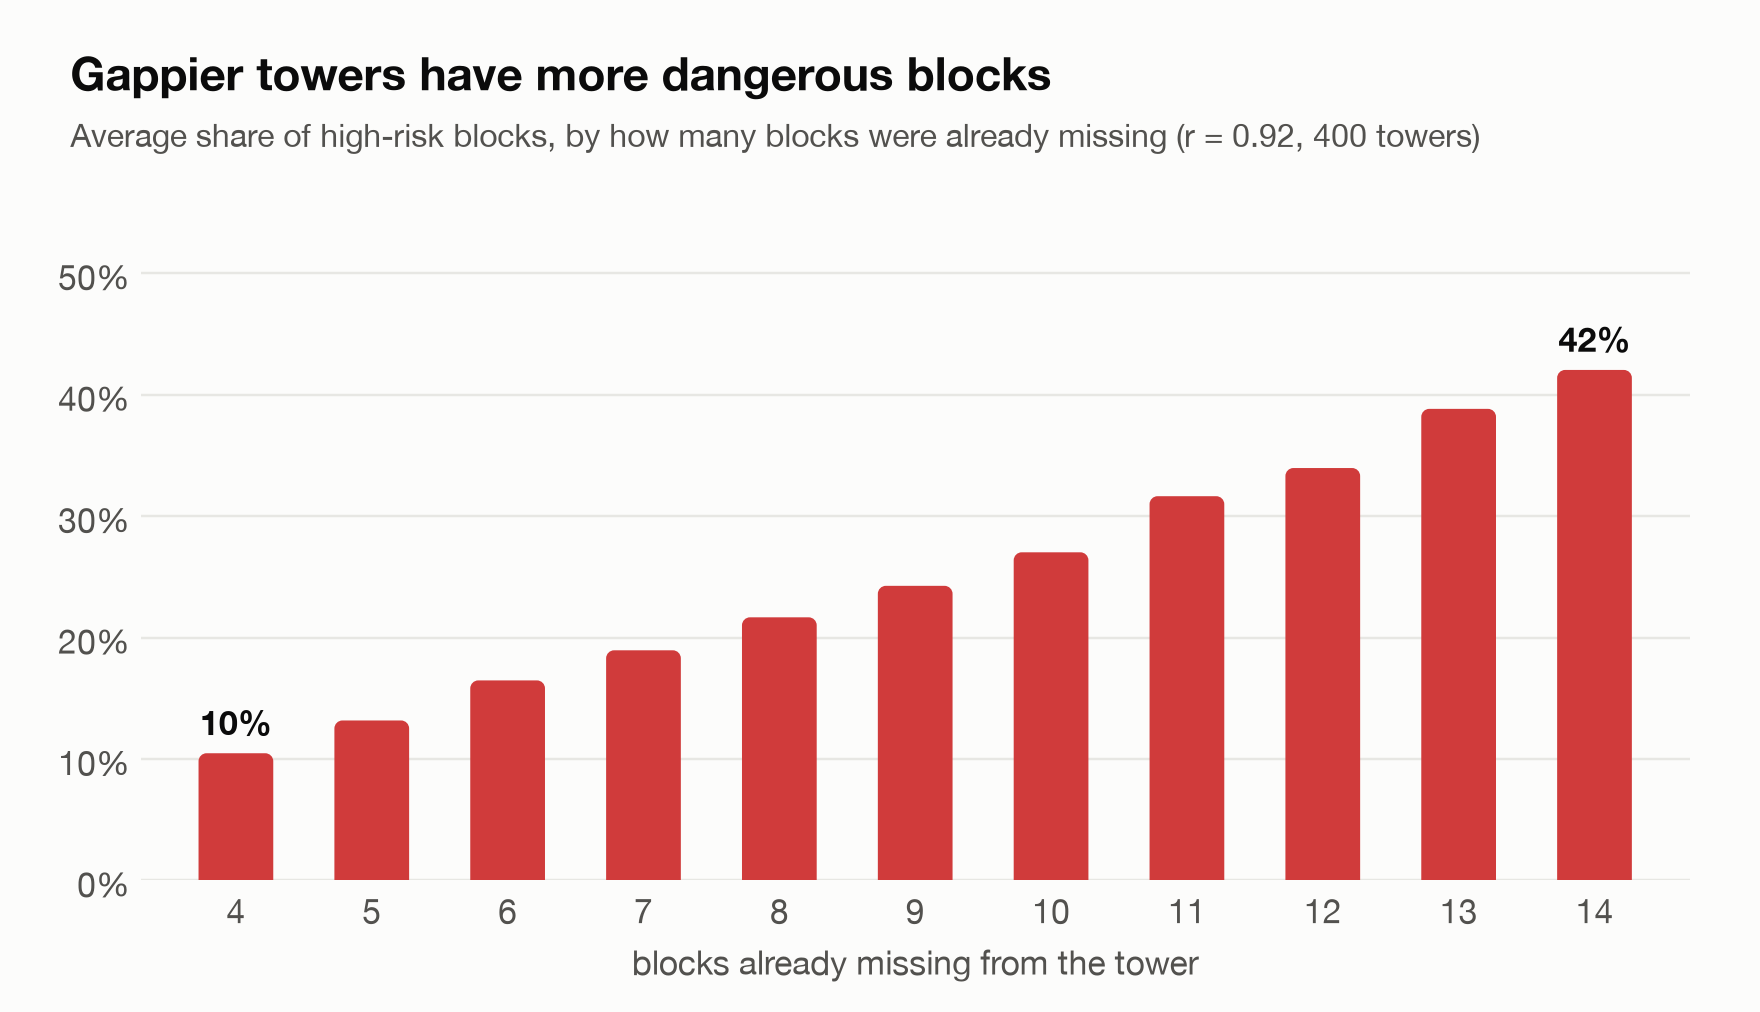 Gappier towers have more dangerous blocks
Average share of high-risk blocks, by how many blocks were already missing (r = 0.92, 400 towers)
50%
42%
40%
30%
20%
10%
10%
0%
4 5 6 7 8 9 10 11 12 13 14
blocks already missing from the tower